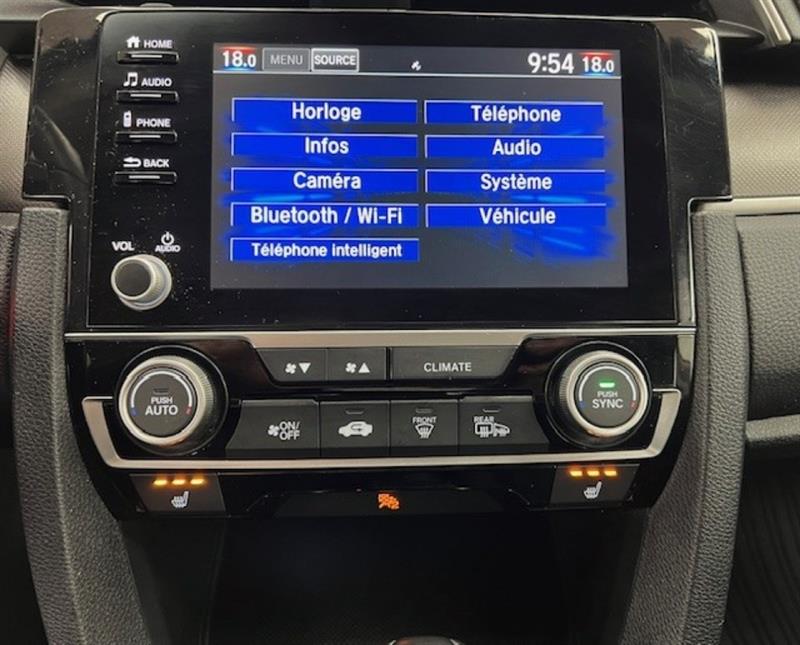 HOME
AUDIO
PHONE
BACK
VOL
AUDIO
18.0 MENU SOURCE 9:54 18.0
Horloge Téléphone
Infos Audio
Caméra Système
Bluetooth / Wi-Fi Véhicule
Téléphone intelligent
CLIMATE
PUSH
AUTO
ON/
OFF
FRONT
REAR
PUSH
SYNC